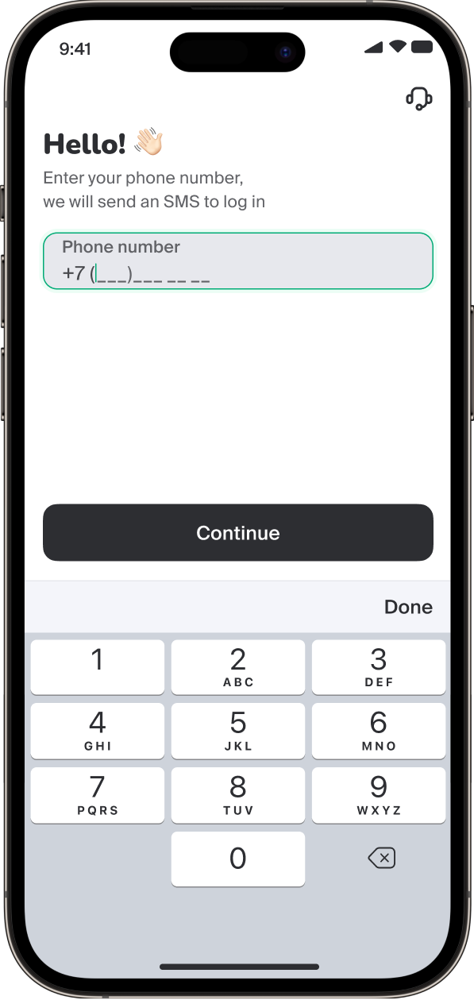 9:41
Hello! 👋🏻
Enter your phone number,
we will send an SMS to log in
Phone number
+7 (___)___ __ __
Continue
Done
1
2
ABC
3
DEF
4
GHI
5
JKL
6
MNO
7
PQRS
8
TUV
9
WXYZ
0